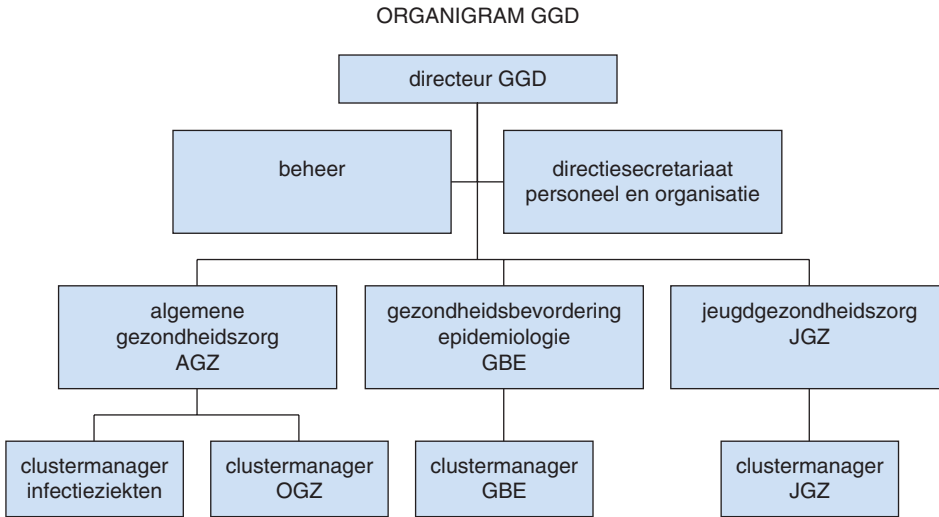 ORGANIGRAM GGD
directeur GGD
beheer
directiesecretariaat
personeel en organisatie
algemene
gezondheidszorg
AGZ
gezondheidsbevordering
epidemiologie
GBE
jeugdgezondheidszorg
JGZ
clustermanager
infectieziekten
clustermanager
OGZ
clustermanager
GBE
clustermanager
JGZ